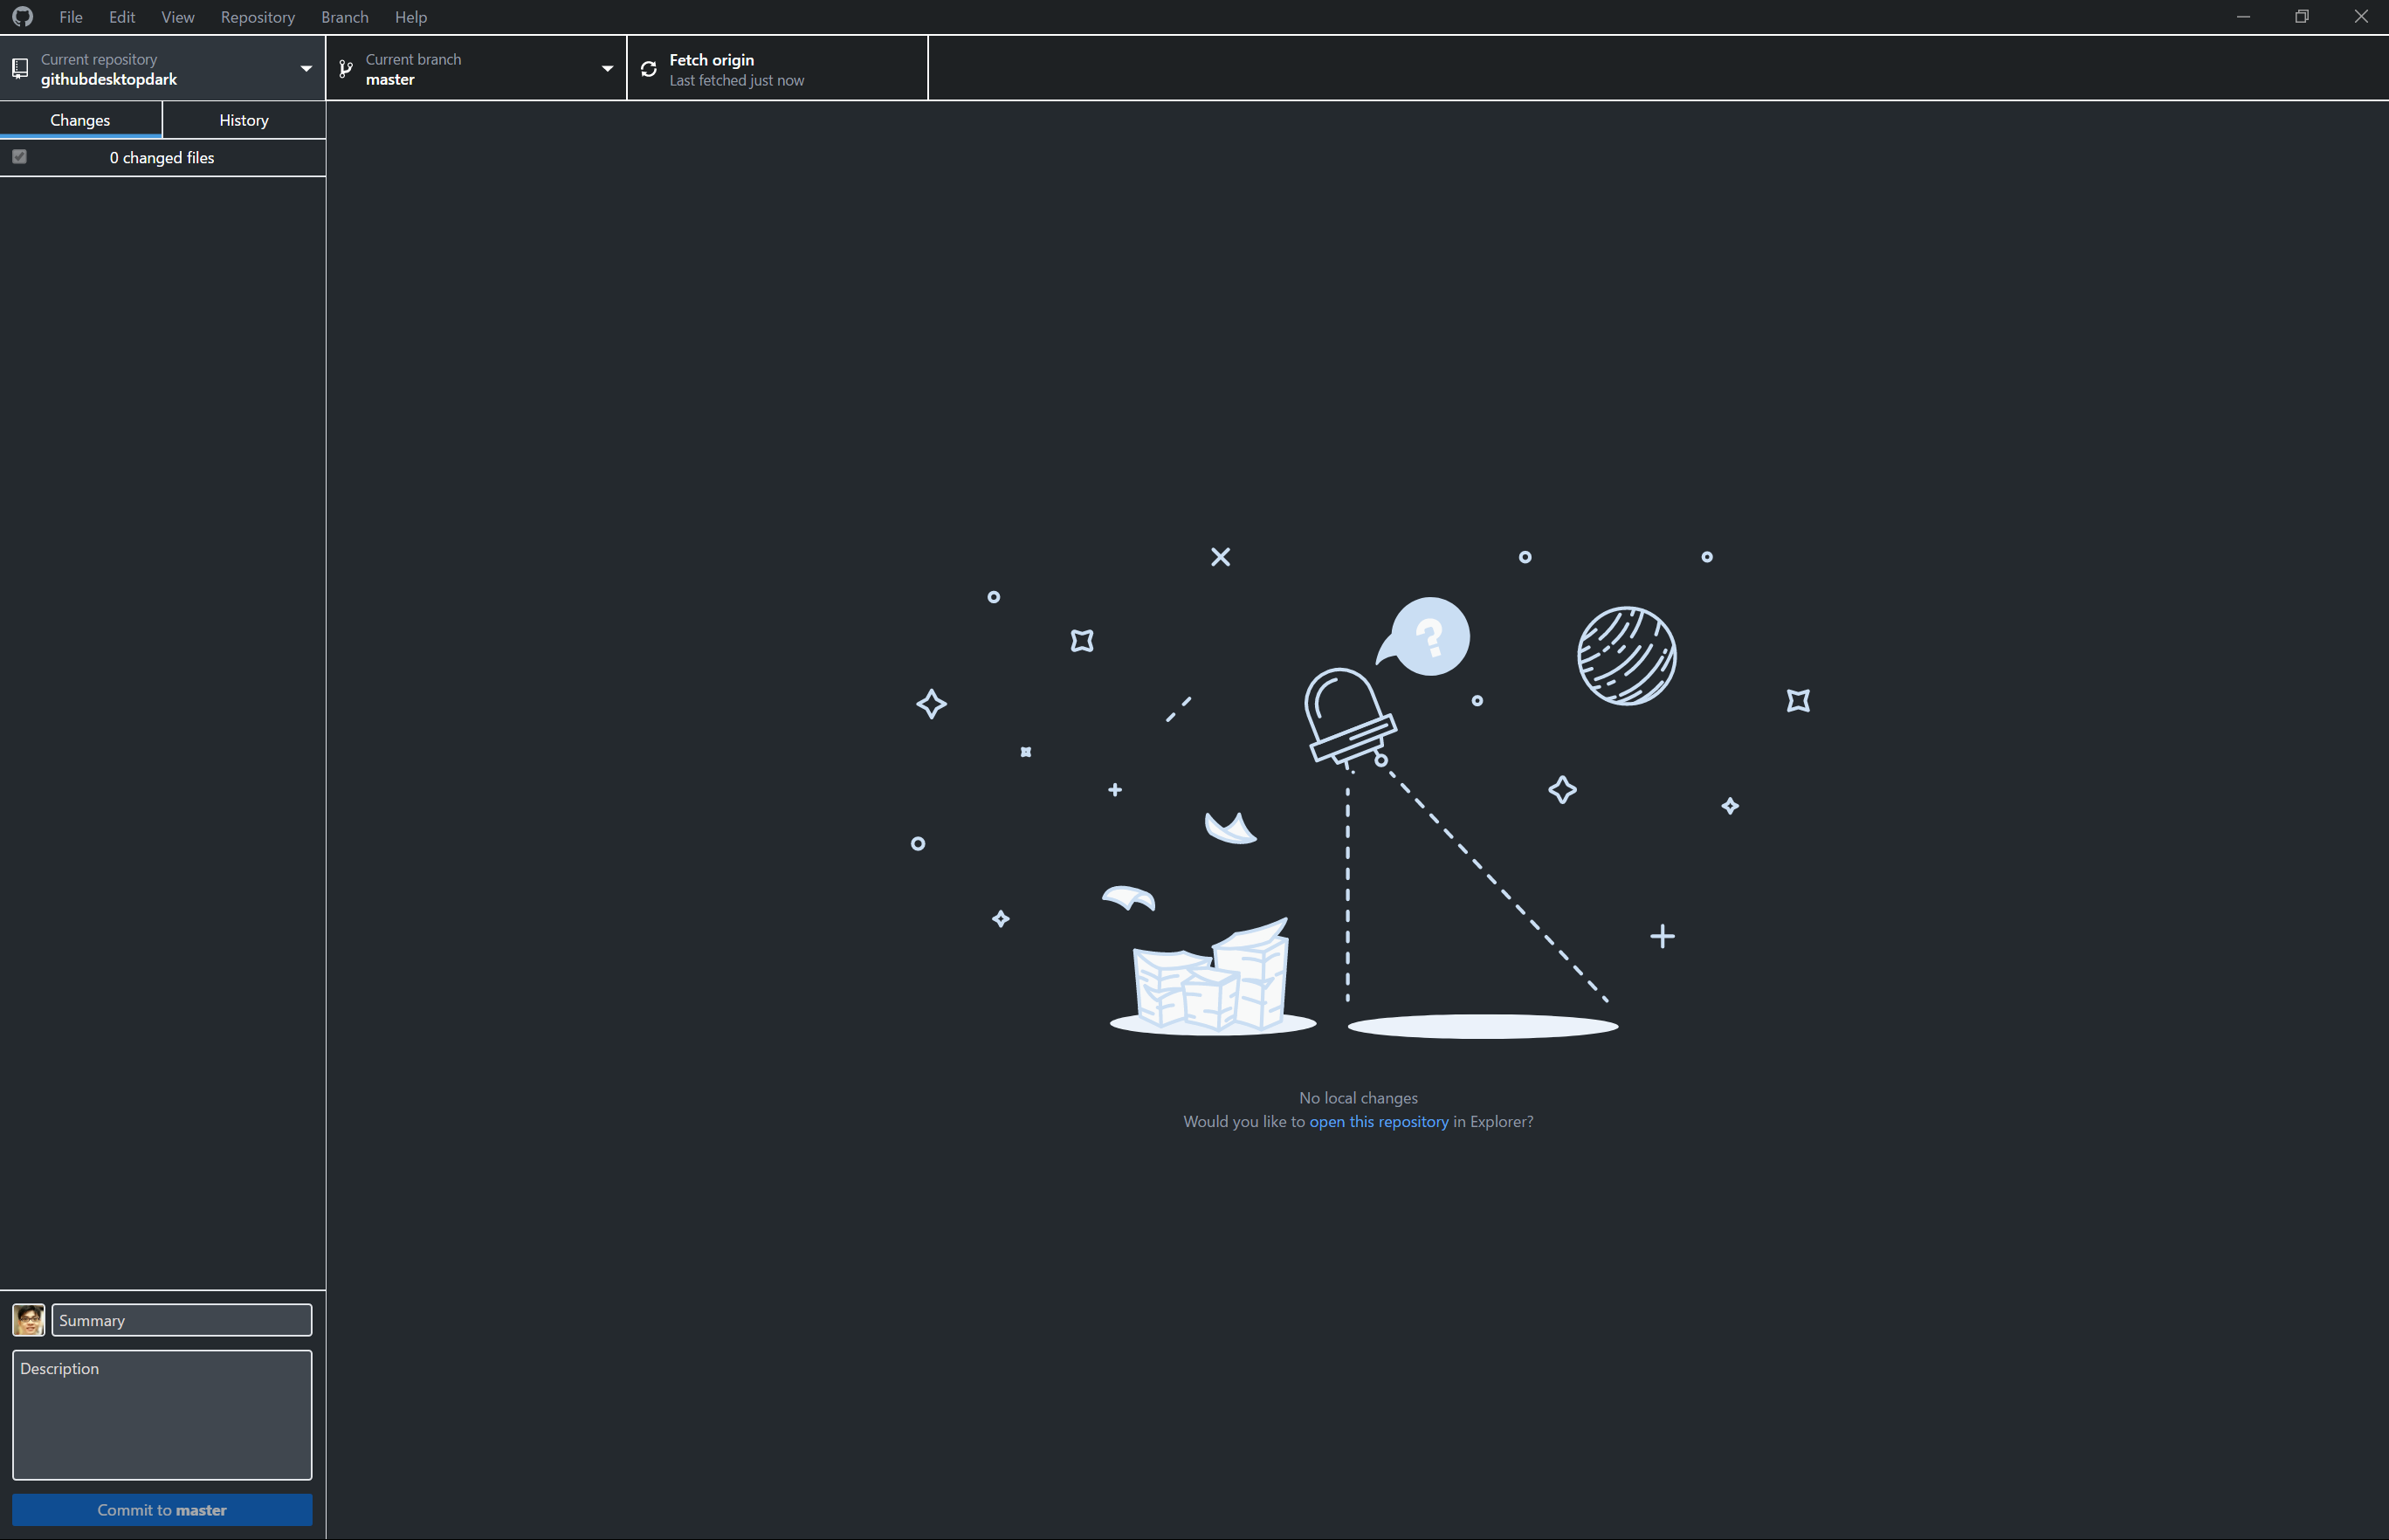 File Edit View Repository Branch Help
Current repository
githubdesktopdark
Current branch
master
Fetch origin
Last fetched just now
Changes History
0 changed files
?
No local changes
Would you like to open this repository in Explorer?
Summary
Description
Commit to master